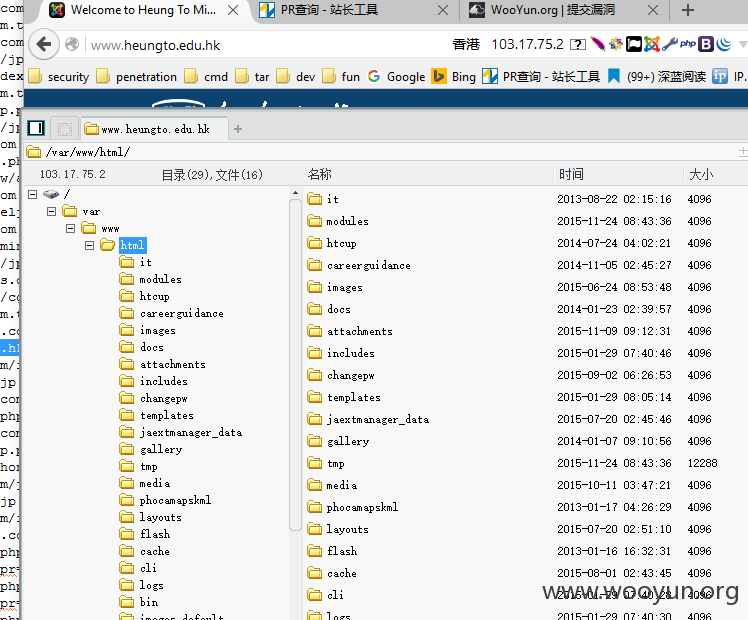 Welcome to Heung To Mi...
PR查询 - 站长工具
WooYun.org | 提交漏洞
www.heungto.edu.hk
香港 103.17.75.2
php
B
security
penetration
cmd
tar
dev
fun
Google
Bing
PR查询 - 站长工具
(99+) 深蓝阅读
ip
IP.
www.heungto.edu.hk
/var/www/html/
103.17.75.2
目录(29),文件(16)
名称 时间 大小
/
var
www
html
it
modules
htcup
careerguidance
images
docs
attachments
includes
changepw
templates
jaextmanager_data
gallery
tmp
media
phocamapskml
layouts
flash
cache
cli
logs
bin
images_default
it 2013-08-22 02:15:16 4096
modules 2015-11-24 08:43:36 4096
htcup 2014-07-24 04:02:21 4096
careerguidance 2014-11-05 02:45:27 4096
images 2015-06-24 08:53:48 4096
docs 2014-01-23 02:39:57 4096
attachments 2015-11-09 09:12:31 4096
includes 2015-01-29 07:40:46 4096
changepw 2015-09-02 06:26:53 4096
templates 2015-01-29 08:05:14 4096
jaextmanager_data 2015-07-20 02:45:46 4096
gallery 2014-01-07 09:10:56 4096
tmp 2015-11-24 08:43:36 12288
media 2015-10-11 03:47:21 4096
phocamapskml 2013-01-17 04:26:29 4096
layouts 2015-07-20 02:51:10 4096
flash 2013-01-16 16:32:31 4096
cache 2015-08-01 02:43:45 4096
cli 2015-01-29 07:40:28 4096
logs 2015-01-29 07:40:30 4096
www.wooyun.org